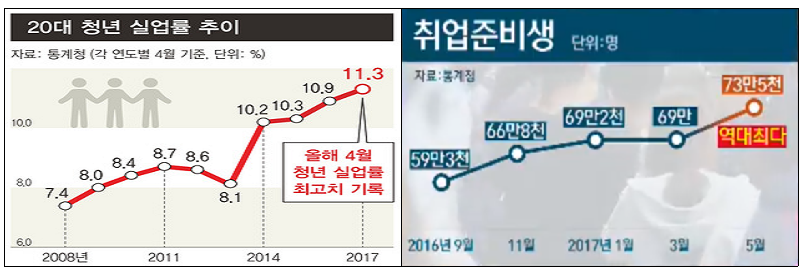 20대 청년 실업률 추이
자료: 통계청 (각 연도별 4월 기준, 단위: %)
11.3
10.9
10.3
10.2
10.0
8.7
8.6
8.4
8.0
8.1
8.0
7.4
6.0
올해 4월
청년 실업률
최고치 기록
2008년 2011 2014 2017
취업준비생 단위:명
자료:통계청
73만5천
69만2천 69만
66만8천
역대최다
59만3천
2016년 9월 11월 2017년 1월 3월 5월